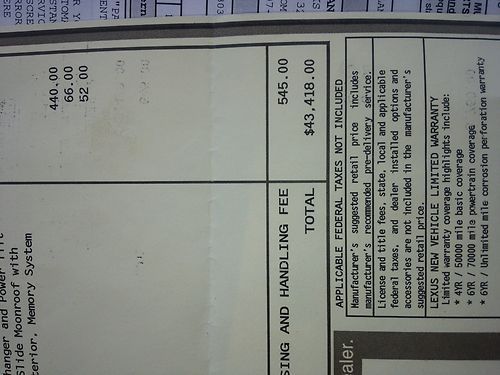 hanger and Power Tilt
Slide Moonroof with
terior, Memory System
440.00
66.00
52.00
SING AND HANDLING FEE 545.00
TOTAL $43,418.00
APPLICABLE FEDERAL TAXES NOT INCLUDED
Manufacturer's suggested retail price includes
manufacturer's recommended pre-delivery service.
License and title fees, state, local and applicable
federal taxes, and dealer installed options and
accessories are not included in the manufacturer's
suggested retail price.
LEXUS NEW VEHICLE LIMITED WARRANTY
Limited warranty coverage highlights include:
* 4YR / 50000 mile basic coverage
* 6YR / 70000 mile powertrain coverage
* 6YR / Unlimited mile corrosion perforation warranty
aler.